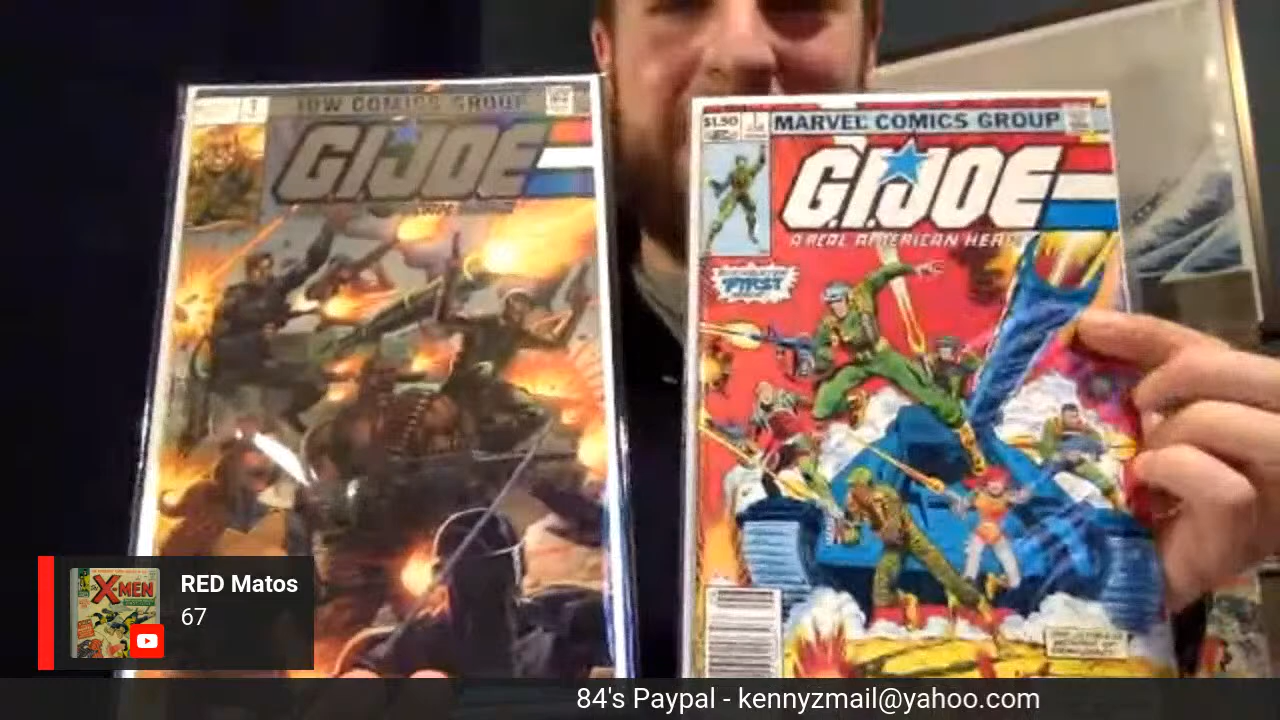 1
IDW COMICS GROUP
G.I.JOE
$1.50
1
MARVEL COMICS GROUP
G.I.JOE
A REAL AMERICAN HERO
FIRST
X-MEN
RED Matos
67
84's Paypal - kennyzmail@yahoo.com